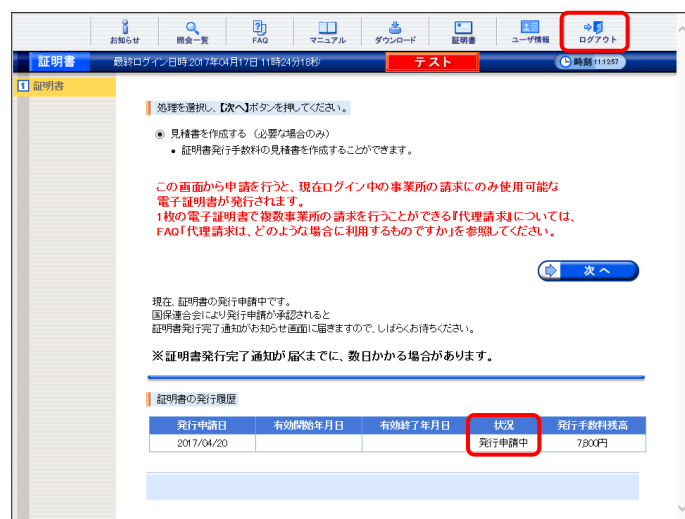 お知らせ 照会一覧 FAQ マニュアル ダウンロード 証明書 ユーザ情報 ログアウト
証明書 最終ログイン日時:2017年04月17日 11時24分18秒 テスト 時刻 11:12:57
1 証明書
処理を選択し、【次へ】ボタンを押してください。
見積書を作成する （必要な場合のみ）
• 証明書発行手数料の見積書を作成することができます。
この画面から申請を行うと、現在ログイン中の事業所の請求にのみ使用可能な
電子証明書が発行されます。
1枚の電子証明書で複数事業所の請求を行うことができる『代理請求』については、
FAQ「代理請求は、どのような場合に利用するものですか」を参照してください。
次へ
現在、証明書の発行申請中です。
国保連合会により発行申請が承認されると
証明書発行完了通知がお知らせ画面に届きますので、しばらくお待ちください。
※証明書発行完了通知が届くまでに、数日かかる場合があります。
証明書の発行履歴
発行申請日 有効開始年月日 有効終了年月日 状況 発行手数料残高
2017/04/20 発行申請中 7,800円